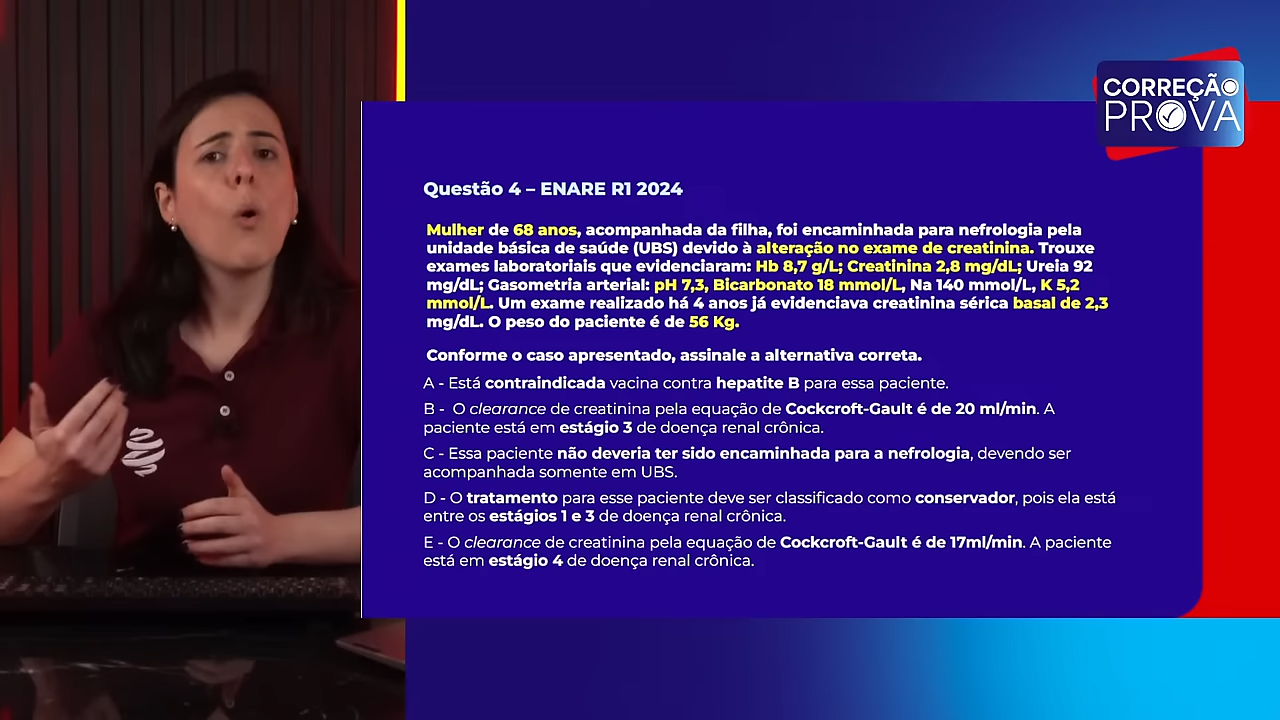 CORREÇÃO
PROVA
Questão 4 – ENARE R1 2024
Mulher de 68 anos, acompanhada da filha, foi encaminhada para nefrologia pela
unidade básica de saúde (UBS) devido à alteração no exame de creatinina. Trouxe
exames laboratoriais que evidenciaram: Hb 8,7 g/L; Creatinina 2,8 mg/dL; Ureia 92
mg/dL; Gasometria arterial: pH 7,3, Bicarbonato 18 mmol/L, Na 140 mmol/L, K 5,2
mmol/L. Um exame realizado há 4 anos já evidenciava creatinina sérica basal de 2,3
mg/dL. O peso do paciente é de 56 Kg.
Conforme o caso apresentado, assinale a alternativa correta.
A - Está contraindicada vacina contra hepatite B para essa paciente.
B - O clearance de creatinina pela equação de Cockcroft-Gault é de 20 ml/min. A
paciente está em estágio 3 de doença renal crônica.
C - Essa paciente não deveria ter sido encaminhada para a nefrologia, devendo ser
acompanhada somente em UBS.
D - O tratamento para esse paciente deve ser classificado como conservador, pois ela está
entre os estágios 1 e 3 de doença renal crônica.
E - O clearance de creatinina pela equação de Cockcroft-Gault é de 17ml/min. A paciente
está em estágio 4 de doença renal crônica.